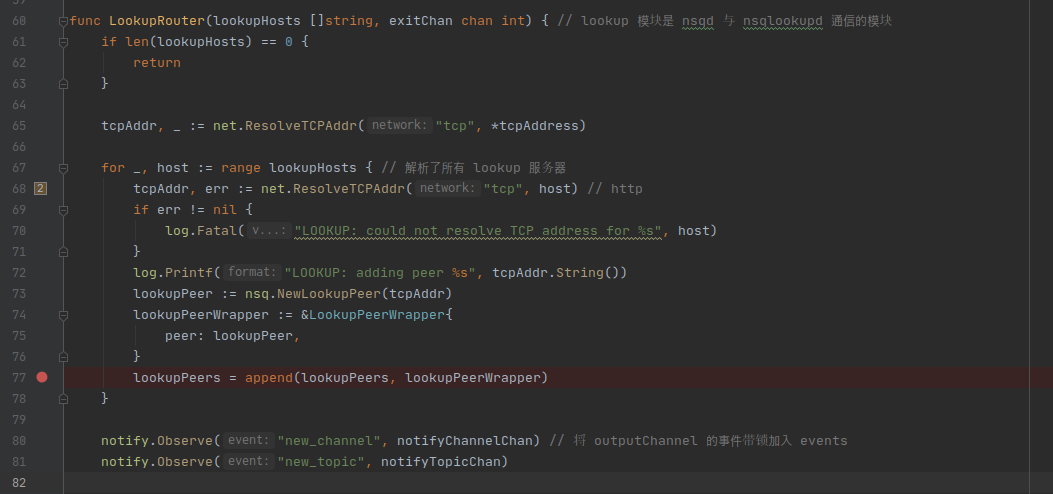 60 func LookupRouter(lookupHosts []string, exitChan chan int) { // lookup 模块是 nsqd 与 nsqlookupd 通信的模块
61 if len(lookupHosts) == 0 {
62 return
63 }
64
65 tcpAddr, _ := net.ResolveTCPAddr( network: "tcp", *tcpAddress)
66
67 for _, host := range lookupHosts { // 解析了所有 lookup 服务器
68 2 tcpAddr, err := net.ResolveTCPAddr( network: "tcp", host) // http
69 if err != nil {
70 log.Fatal( v...: "LOOKUP: could not resolve TCP address for %s", host)
71 }
72 log.Printf( format: "LOOKUP: adding peer %s", tcpAddr.String())
73 lookupPeer := nsq.NewLookupPeer(tcpAddr)
74 lookupPeerWrapper := &LookupPeerWrapper{
75 peer: lookupPeer,
76 }
77 lookupPeers = append(lookupPeers, lookupPeerWrapper)
78 }
79
80 notify.Observe( event: "new_channel", notifyChannelChan) // 将 outputChannel 的事件带锁加入 events
81 notify.Observe( event: "new_topic", notifyTopicChan)
82